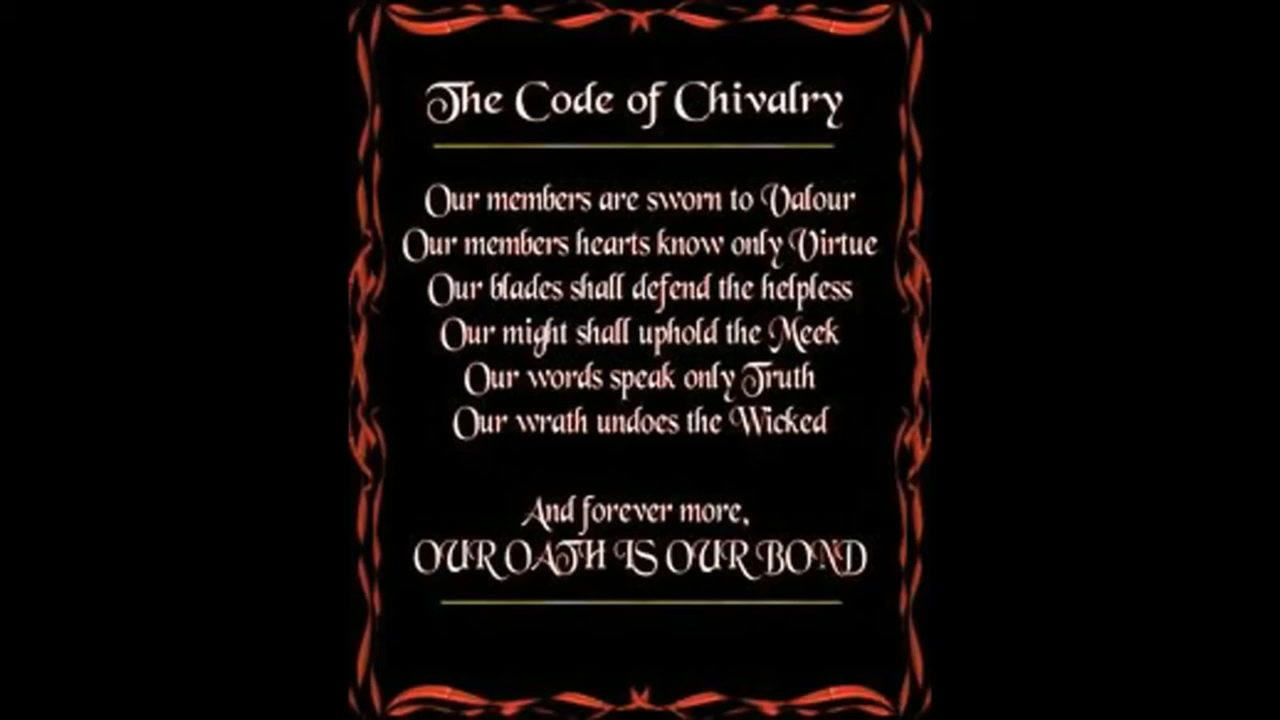 The Code of Chivalry
Our members are sworn to Valour
Our members hearts know only Virtue
Our blades shall defend the helpless
Our might shall uphold the Meek
Our words speak only Truth
Our wrath undoes the Wicked
And forever more,
OUR OATH IS OUR BOND